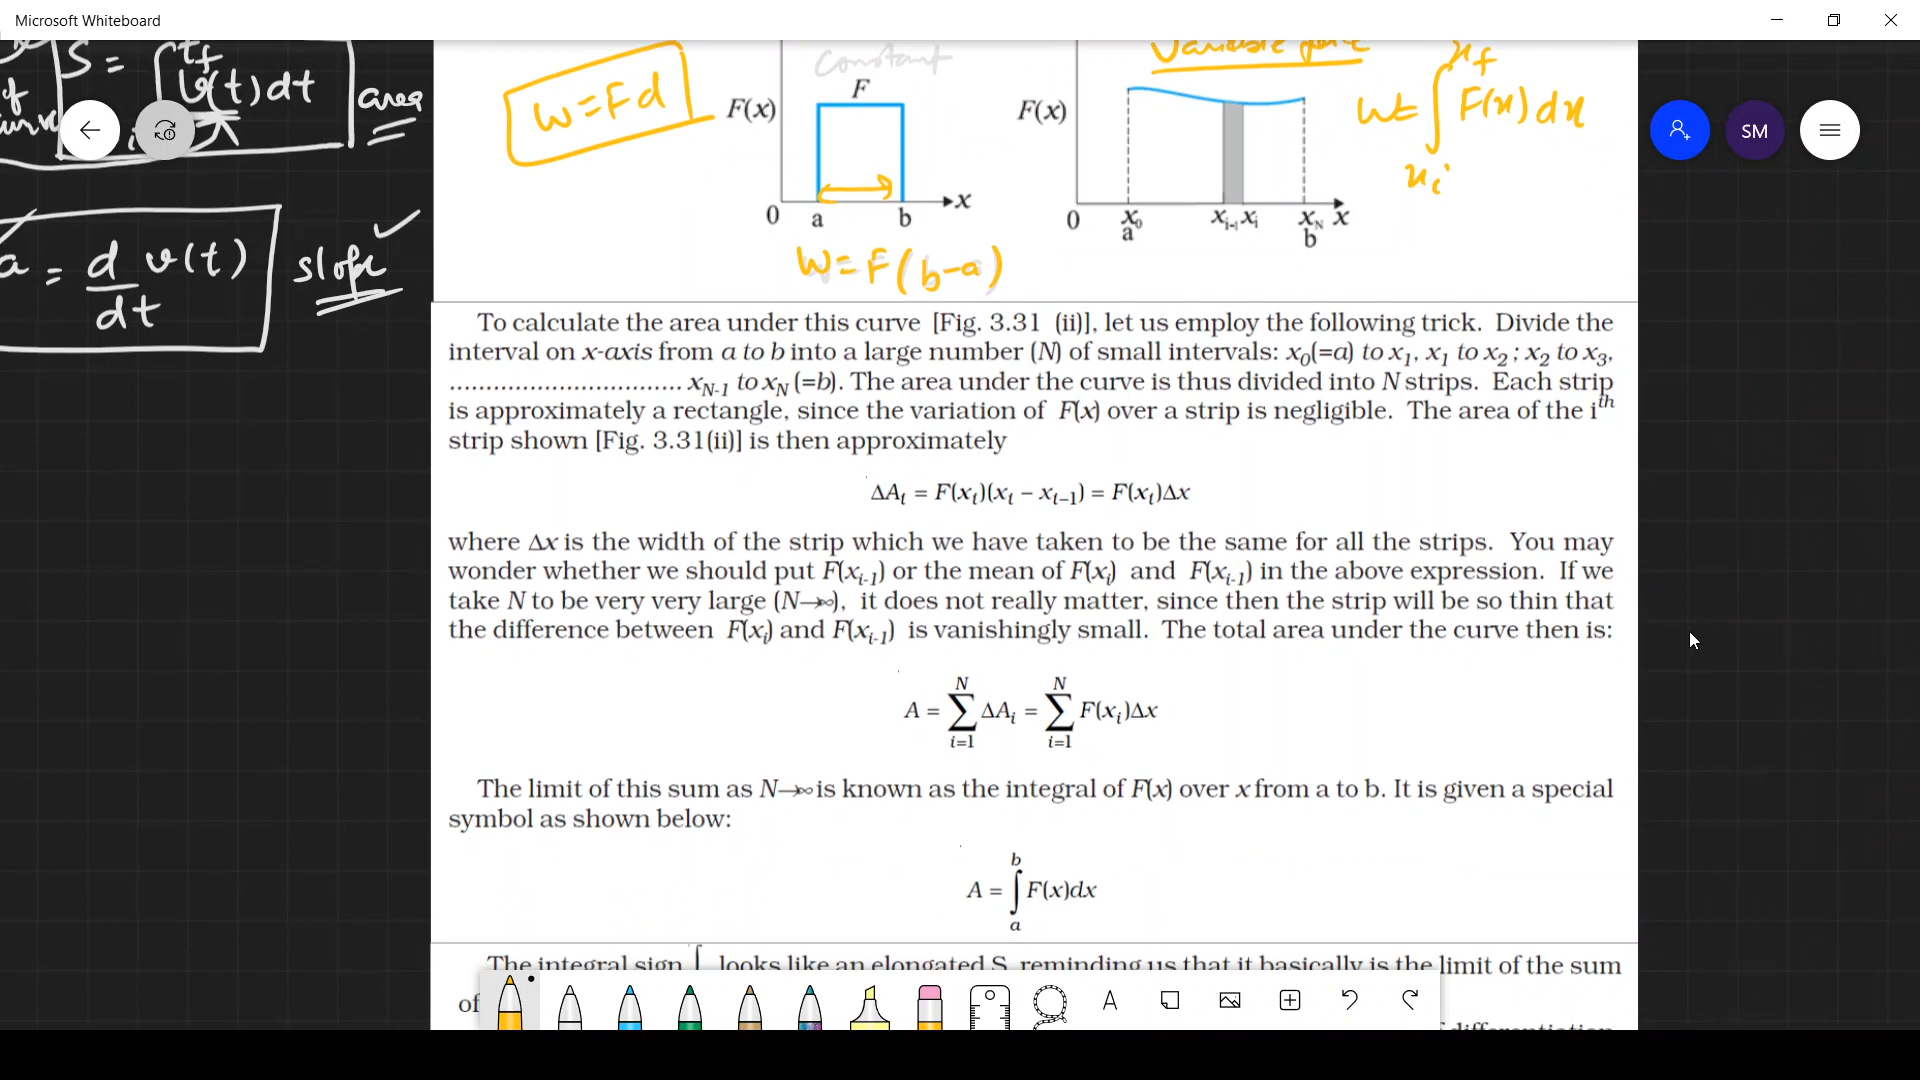 Microsoft Whiteboard
S = ∫ tf v(t) dt
area
of
a = d/dt v(t)
slope
W = Fd
constant
F
F(x)
0 a b x
W = F(b-a)
Variable
F(x)
0 x₀ xᵢ₋₁ xᵢ x_N x
a b
W = ∫ F(x) dx
x_f
x_i
SM
To calculate the area under this curve [Fig. 3.31 (ii)], let us employ the following trick. Divide the
interval on x-axis from a to b into a large number (N) of small intervals: x₀(=a) to x₁, x₁ to x₂ ; x₂ to x₃,
............................... x_N-1 to x_N (=b). The area under the curve is thus divided into N strips. Each strip
is approximately a rectangle, since the variation of F(x) over a strip is negligible. The area of the iᵗʰ
strip shown [Fig. 3.31(ii)] is then approximately
ΔAᵢ = F(xᵢ)(xᵢ – xᵢ₋₁) = F(xᵢ)Δx
where Δx is the width of the strip which we have taken to be the same for all the strips. You may
wonder whether we should put F(xᵢ₋₁) or the mean of F(xᵢ) and F(xᵢ₋₁) in the above expression. If we
take N to be very very large (N→∞), it does not really matter, since then the strip will be so thin that
the difference between F(xᵢ) and F(xᵢ₋₁) is vanishingly small. The total area under the curve then is:
A = ∑ᵢ₌₁ᴺ ΔAᵢ = ∑ᵢ₌₁ᴺ F(xᵢ)Δx
The limit of this sum as N→∞ is known as the integral of F(x) over x from a to b. It is given a special
symbol as shown below:
A = ∫ₐᵇ F(x)dx
The integral sign ∫ looks like an elongated S, reminding us that it basically is the limit of the sum
of
differentiation